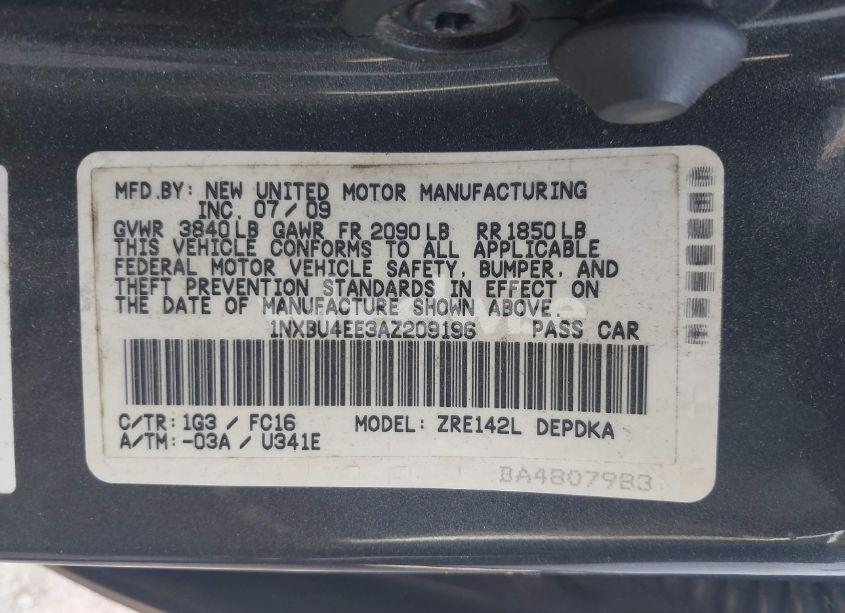 MFD.BY: NEW UNITED MOTOR MANUFACTURING
INC. 07/09
GVWR 3840LB GAWR FR 2090LB RR 1850LB
THIS VEHICLE CONFORMS TO ALL APPLICABLE
FEDERAL MOTOR VEHICLE SAFETY, BUMPER, AND
THEFT PREVENTION STANDARDS IN EFFECT ON
THE DATE OF MANUFACTURE SHOWN ABOVE.
1NXBU4EE3AZ209196 PASS CAR
C/TR: 1G3 / FC16 MODEL: ZRE142L DEPDKA
A/TM: -03A / U341E
BA4807983